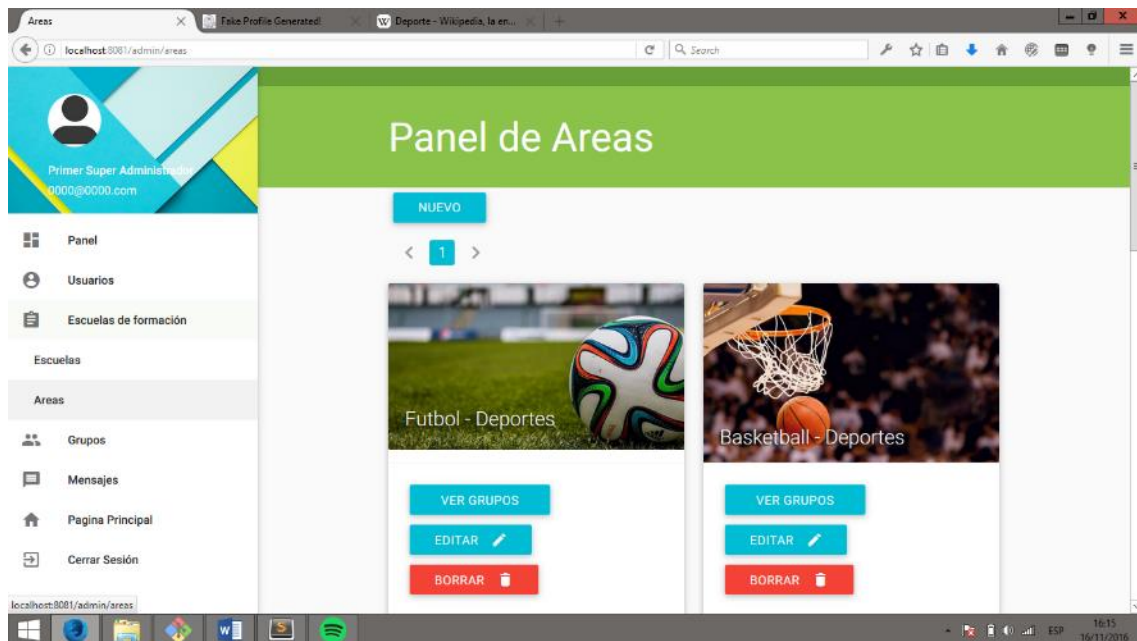 Areas
Fake Profile Generated!
W Deporte - Wikipedia, la en...
localhost:8081/admin/areas
Search
Primer Super Administrador
0000@0000.com
Panel
Usuarios
Escuelas de formación
Escuelas
Areas
Grupos
Mensajes
Pagina Principal
Cerrar Sesión
Panel de Areas
NUEVO
1
Futbol - Deportes
VER GRUPOS
EDITAR
BORRAR
Basketball - Deportes
VER GRUPOS
EDITAR
BORRAR
localhost:8081/admin/areas
W
S
ESP
16:15
16/11/2016